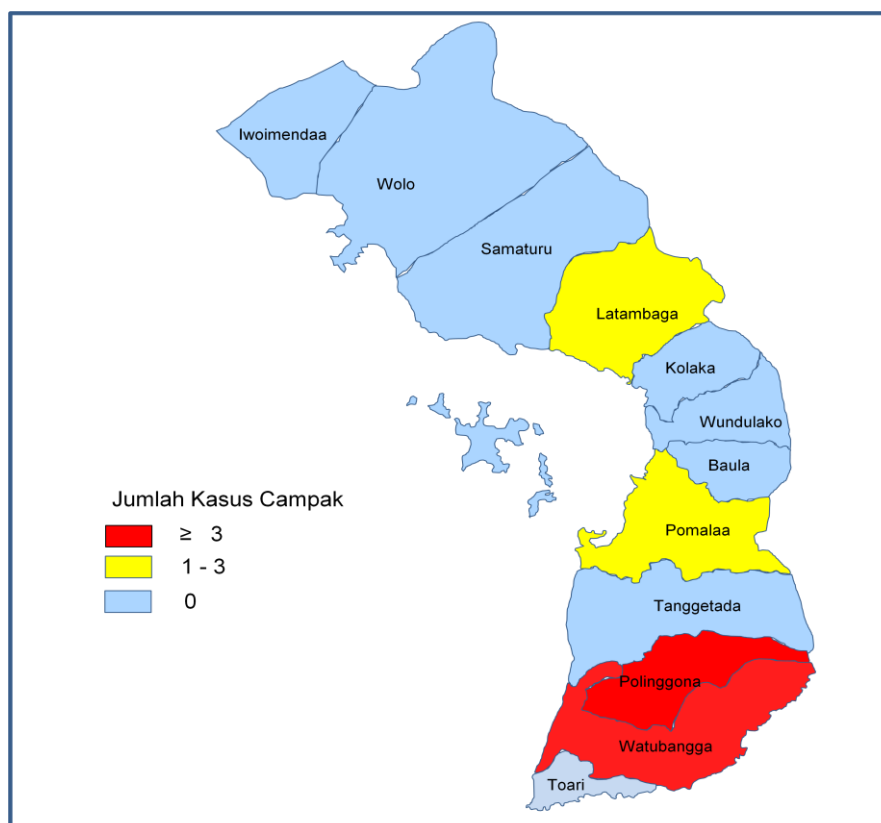 Iwoimendaa
Wolo
Samaturu
Latambaga
Kolaka
Wundulako
Baula
Pomalaa
Tanggetada
Polinggona
Watubangga
Toari
Jumlah Kasus Campak
≥ 3
1 - 3
0